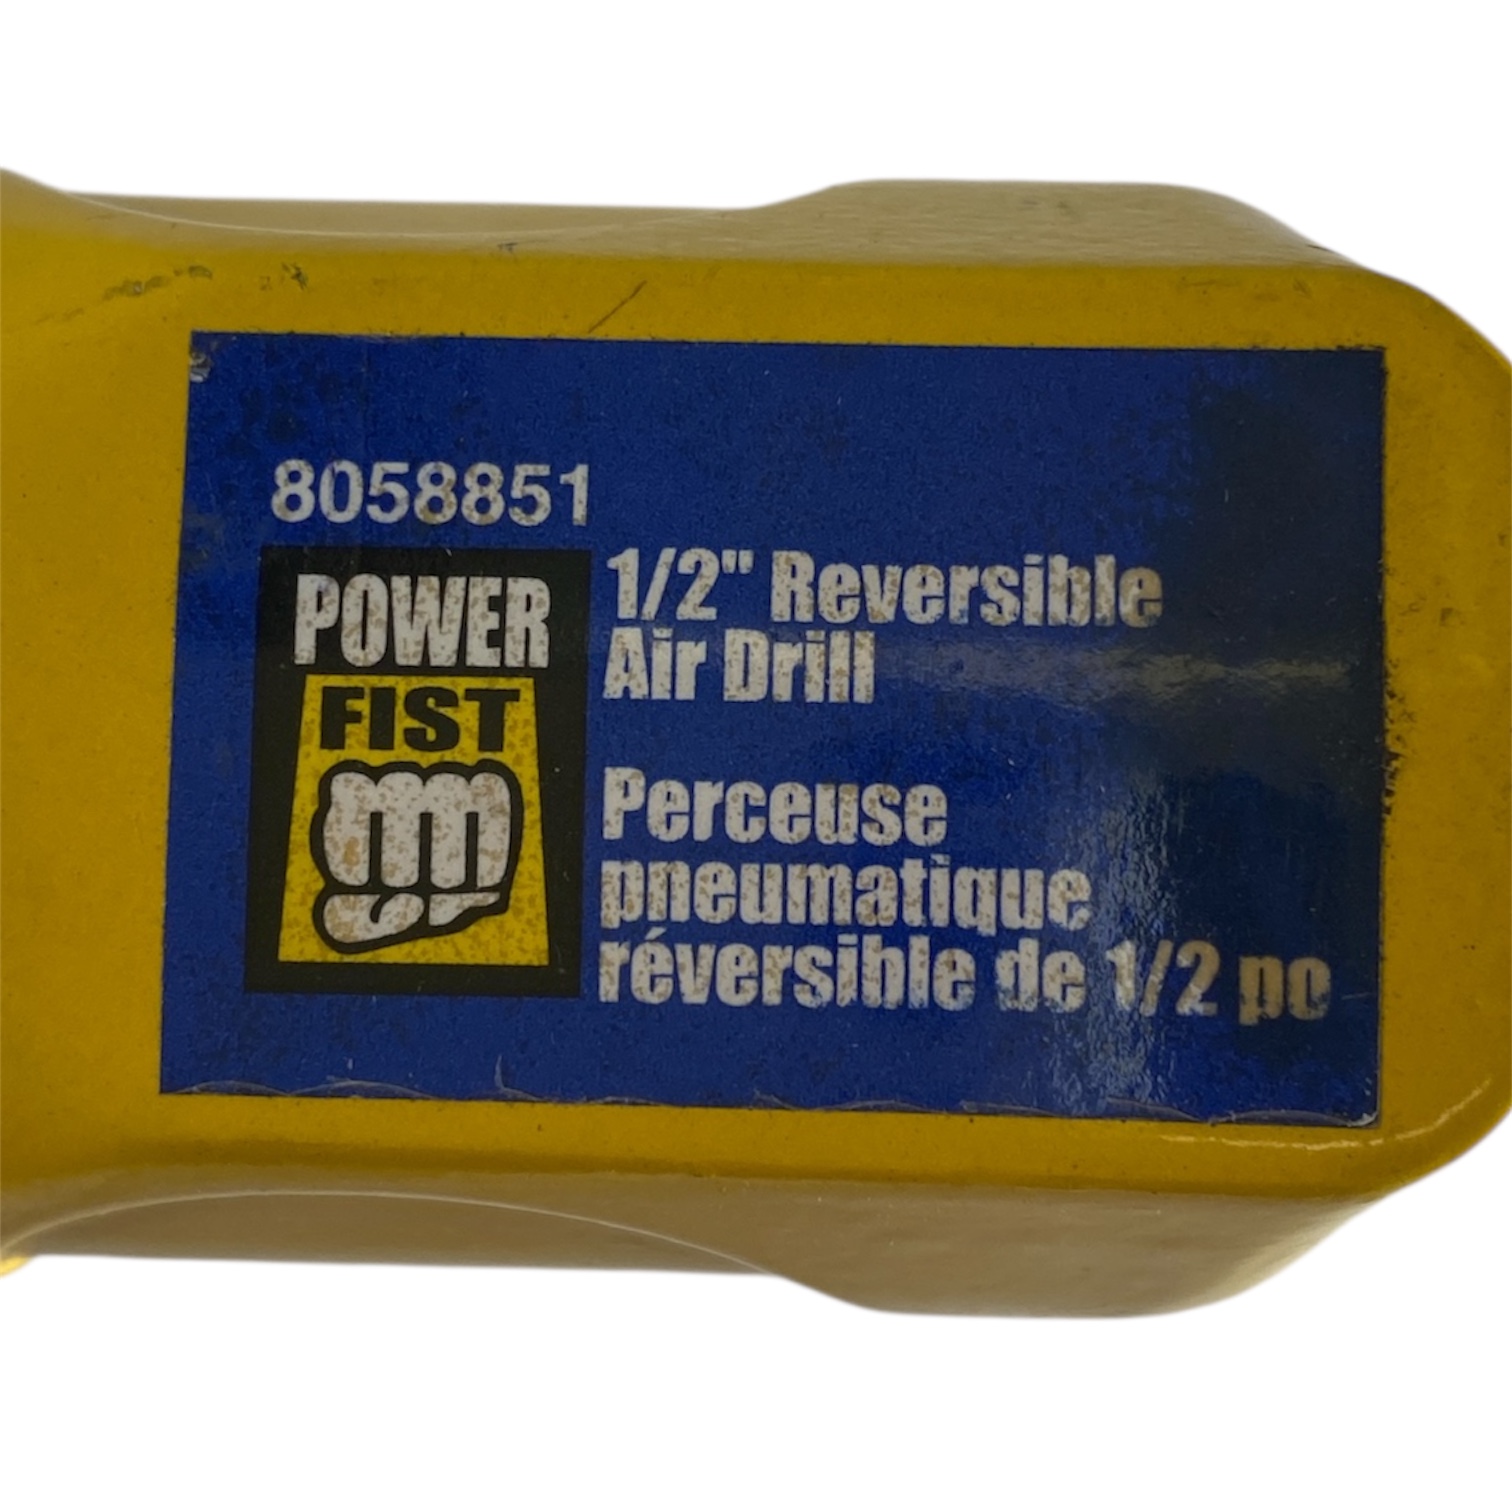 8058851
POWER
FIST
1/2" Reversible
Air Drill
Perceuse
pneumatique
réversible de 1/2 po